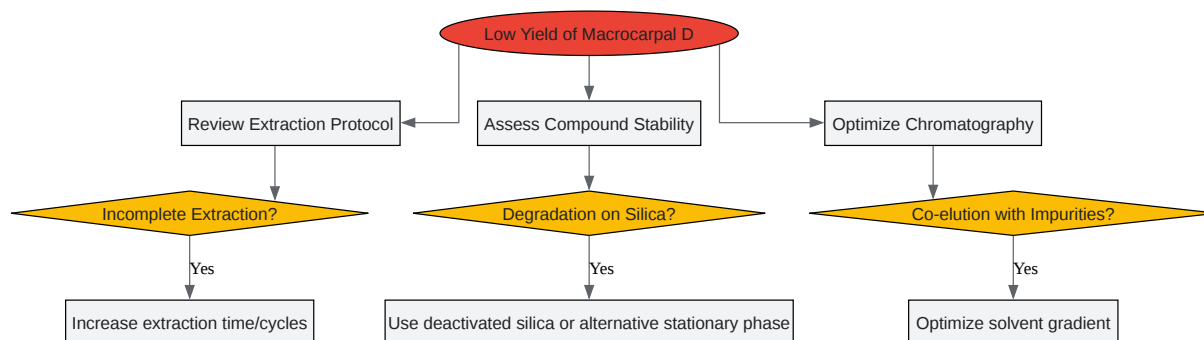 Low Yield of Macrocarpal D
Review Extraction Protocol
Assess Compound Stability
Optimize Chromatography
Incomplete Extraction?
Degradation on Silica?
Co-elution with Impurities?
Yes
Yes
Yes
Increase extraction time/cycles
Use deactivated silica or alternative stationary phase
Optimize solvent gradient